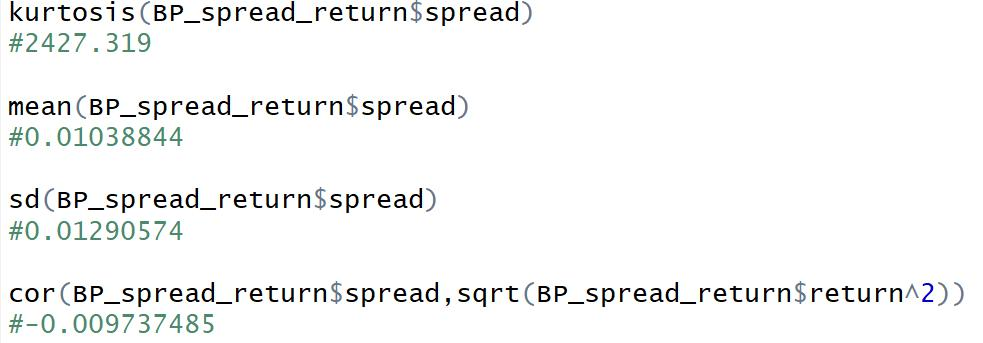 kurtosis(BP_spread_return$spread)
#2427.319
mean(BP_spread_return$spread)
#0.01038844
sd(BP_spread_return$spread)
#0.01290574
cor(BP_spread_return$spread,sqrt(BP_spread_return$return^2))
#-0.009737485